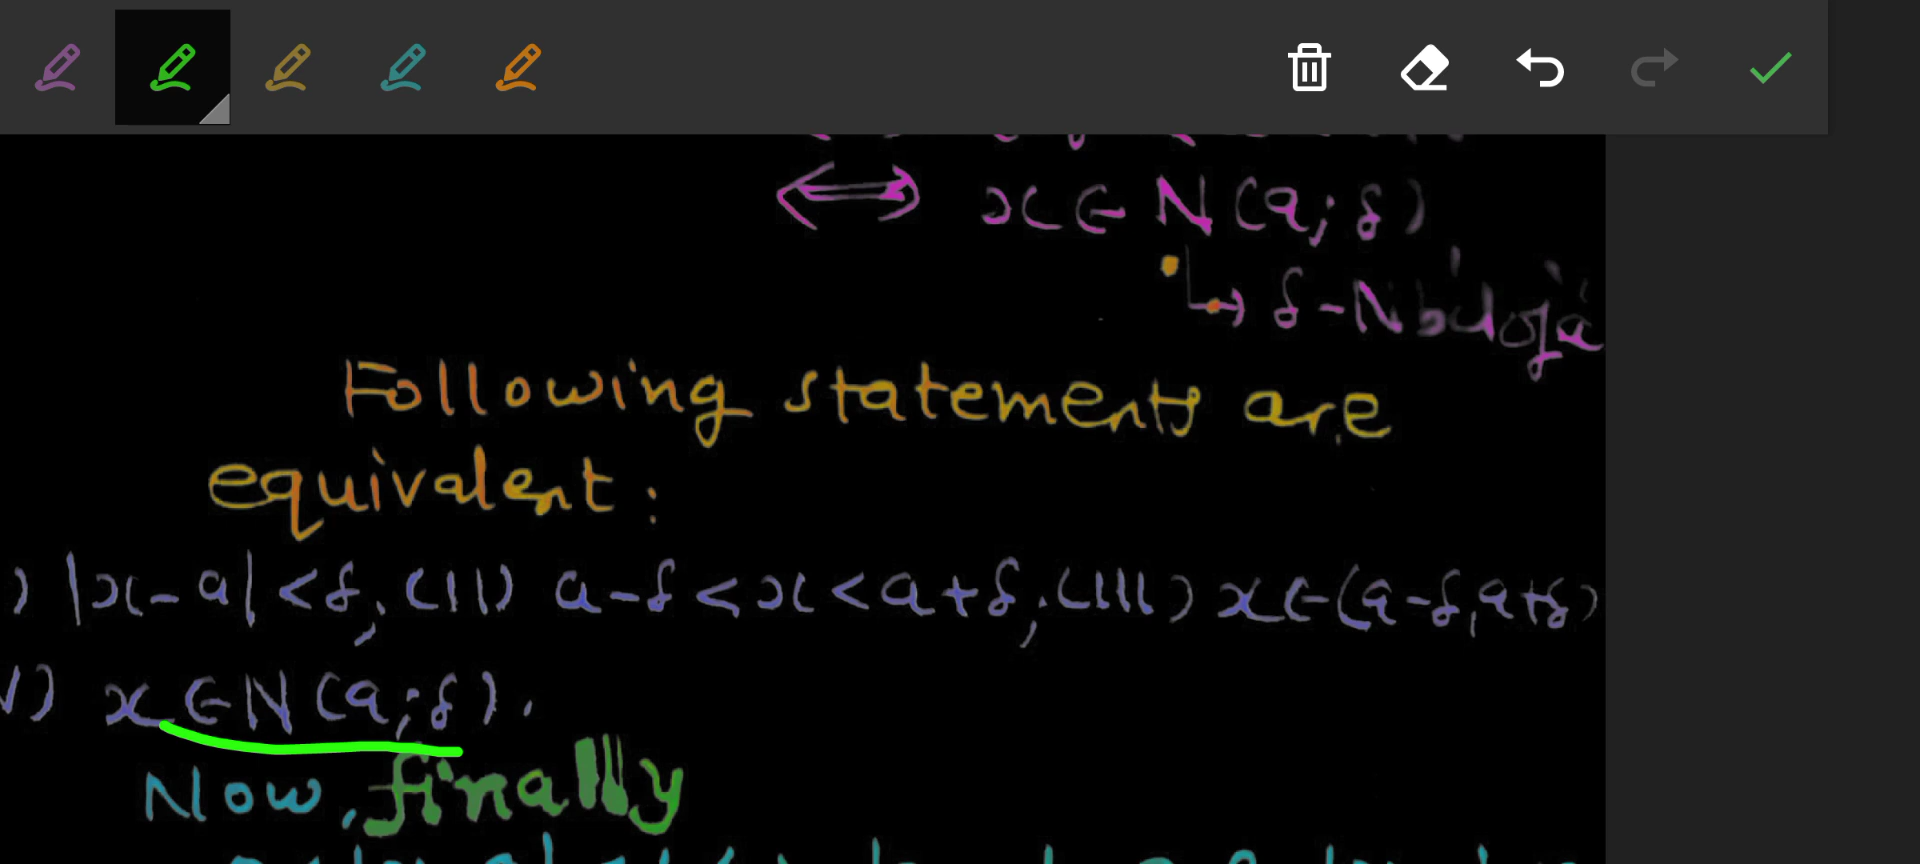 ⟺ x ∈ N(a; δ)
↳ δ-Nbd of a
Following statements are
equivalent:
) |x-a| < δ, (II) a-δ < x < a+δ, (III) x ∈ (a-δ, a+δ)
V) x ∈ N(a; δ).
Now, finally